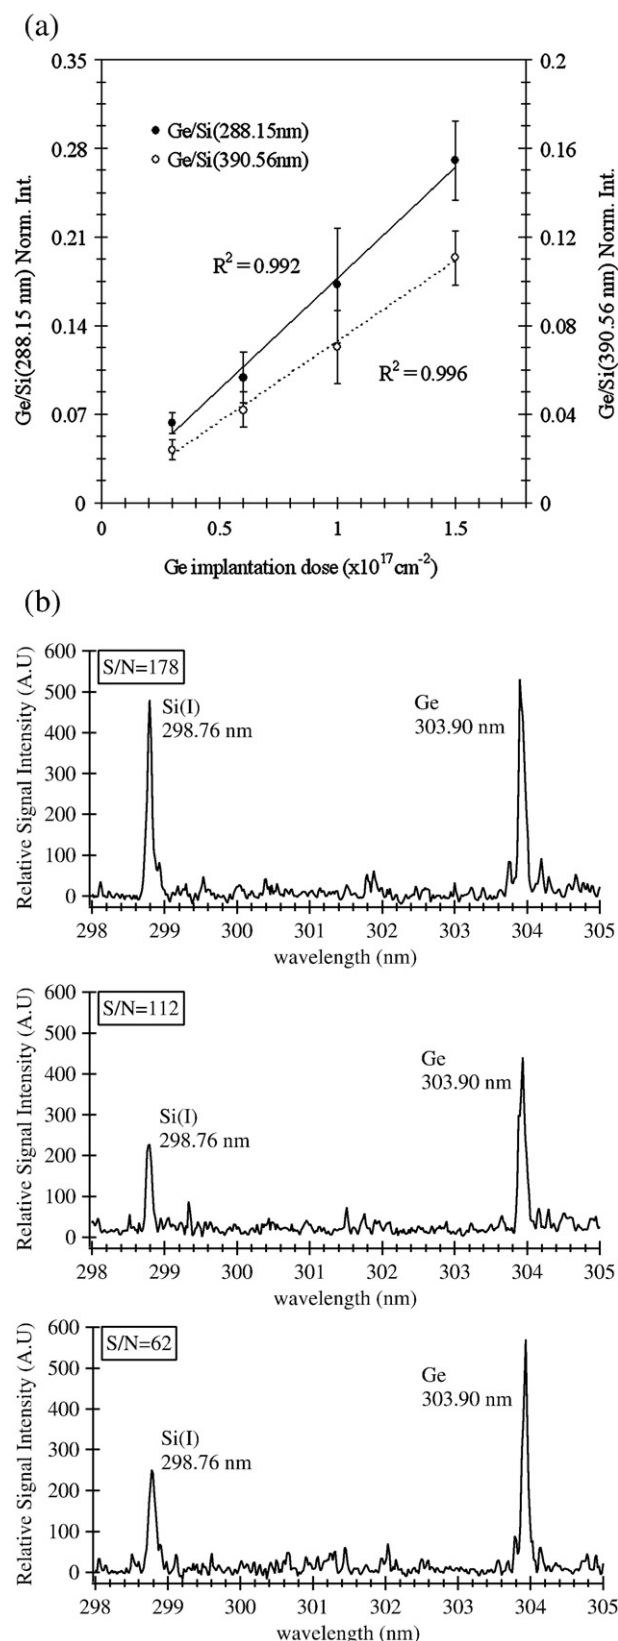 (a)
0.35
0.28
0.21
0.14
0.07
0
0.2
0.16
0.12
0.08
0.04
0
Ge/Si(288.15 nm) Norm. Int.
Ge/Si(390.56 nm) Norm. Int.
Ge/Si(288.15nm)
Ge/Si(390.56nm)
R² = 0.992
R² = 0.996
0 0.5 1 1.5
Ge implantation dose (x10¹⁷cm⁻²)
(b)
Relative Signal Intensity (A.U)
600
500
400
300
200
100
0
S/N=178
Si(I)
298.76 nm
Ge
303.90 nm
298 299 300 301 302 303 304 305
wavelength (nm)
Relative Signal Intensity (A.U)
600
500
400
300
200
100
0
S/N=112
Ge
303.90 nm
Si(I)
298.76 nm
298 299 300 301 302 303 304 305
wavelength (nm)
Relative Signal Intensity (A.U)
600
500
400
300
200
100
0
S/N=62
Ge
303.90 nm
Si(I)
298.76 nm
298 299 300 301 302 303 304 305
wavelength (nm)